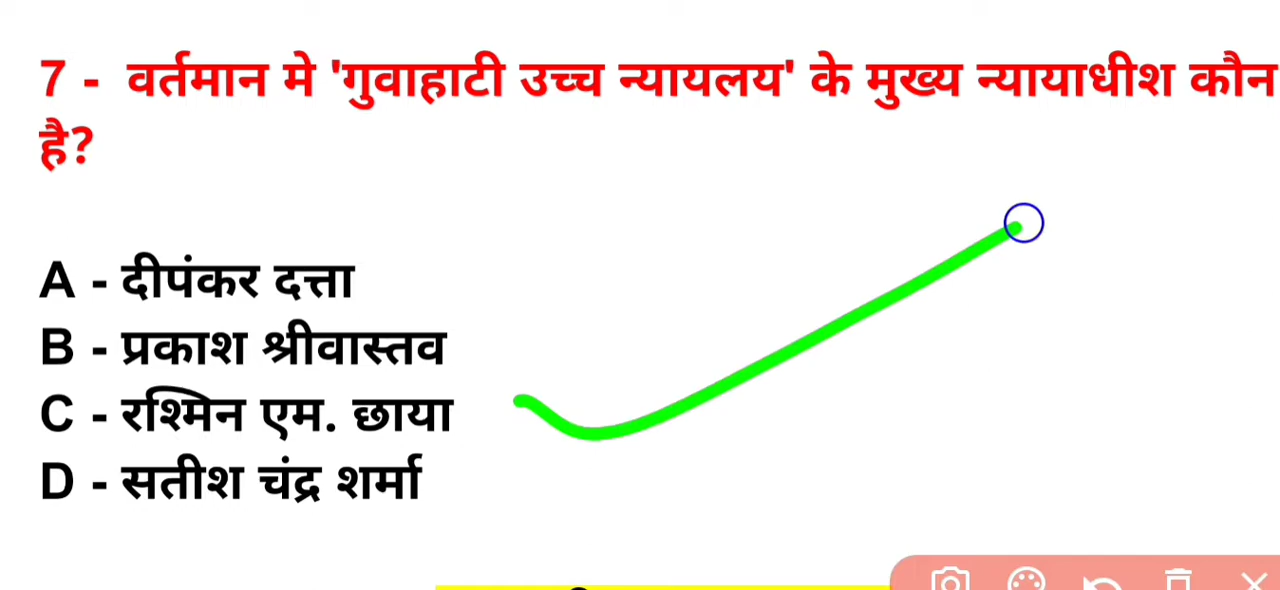 7 - वर्तमान मे 'गुवाहाटी उच्च न्यायलय' के मुख्य न्यायाधीश कौन
है?
A - दीपंकर दत्ता
B - प्रकाश श्रीवास्तव
C - रश्मिन एम. छाया
D - सतीश चंद्र शर्मा